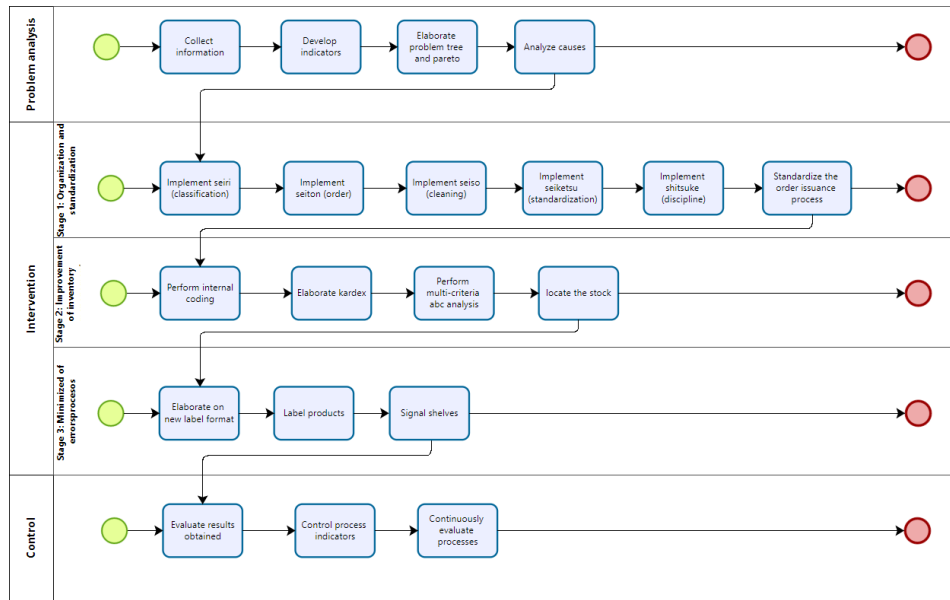 Problem analysis
Collect
information
Develop
indicators
Elaborate
problem tree
and pareto
Analyze causes
Intervention
Stage 1: Organization and
standardization
Implement seiri
(classification)
Implement
seiton (order)
Implement seiso
(cleaning)
Implement
seiketsu
(standardization)
Implement
shitsuke
(discipline)
Standardize the
order issuance
process
Stage 2: Improvement
of inventory
Perform internal
coding
Elaborate kardex
Perform
multi-criteria
abc analysis
locate the stock
Stage 3: Minimized of
errorsprocesos
Elaborate on
new label format
Label products
Signal shelves
Control
Evaluate results
obtained
Control process
indicators
Continuously
evaluate
processes